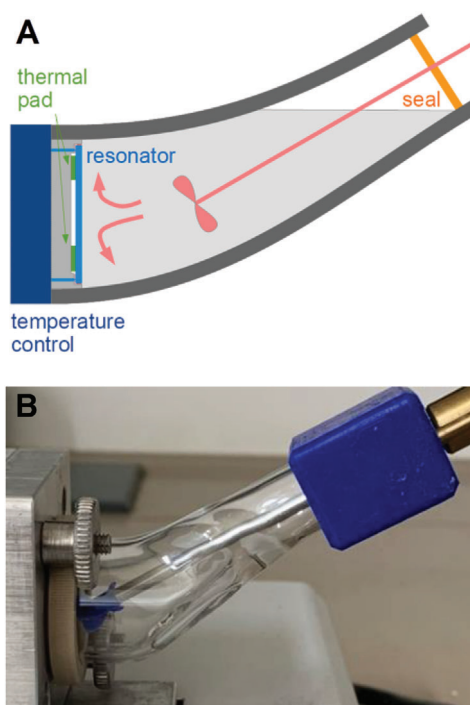 A
thermal
pad
seal
resonator
temperature
control
B